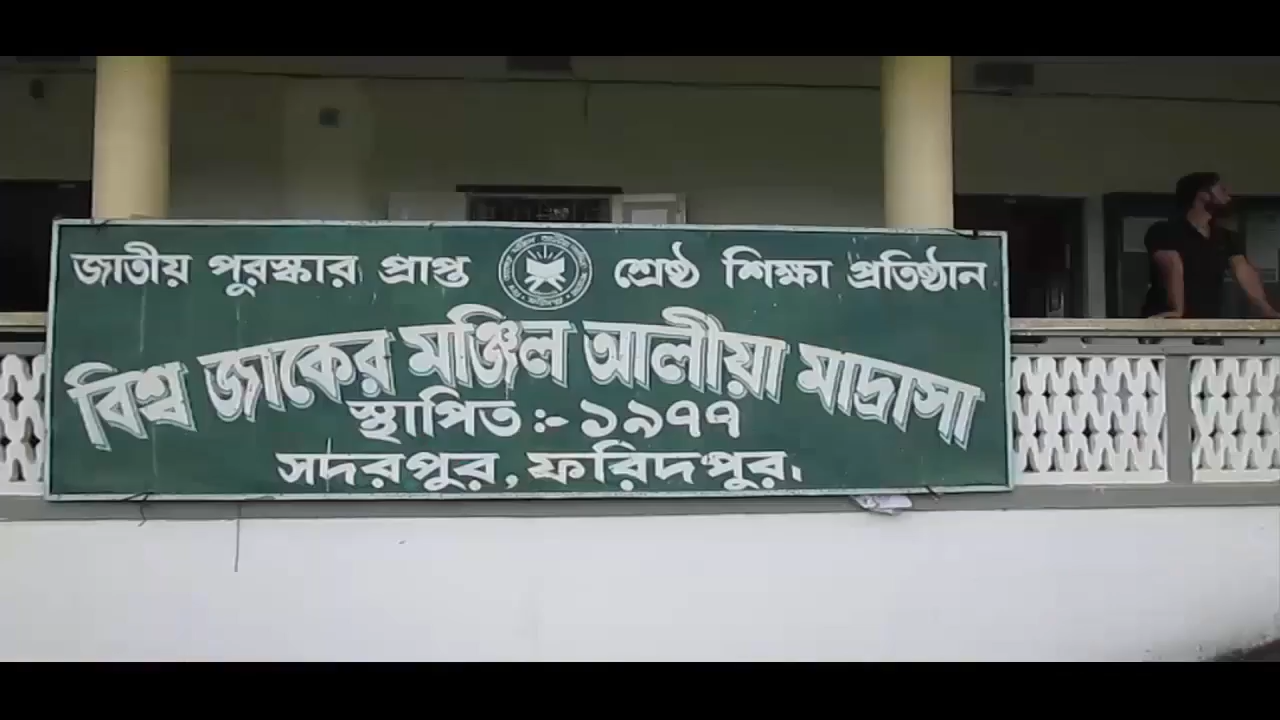 জাতীয় পুরস্কার প্রাপ্ত শ্রেষ্ঠ শিক্ষা প্রতিষ্ঠান
বিশ্ব জাকের মঞ্জিল আলীয়া মাদ্রাসা
স্থাপিত :- ১৯৭৭
সদরপুর, ফরিদপুর।